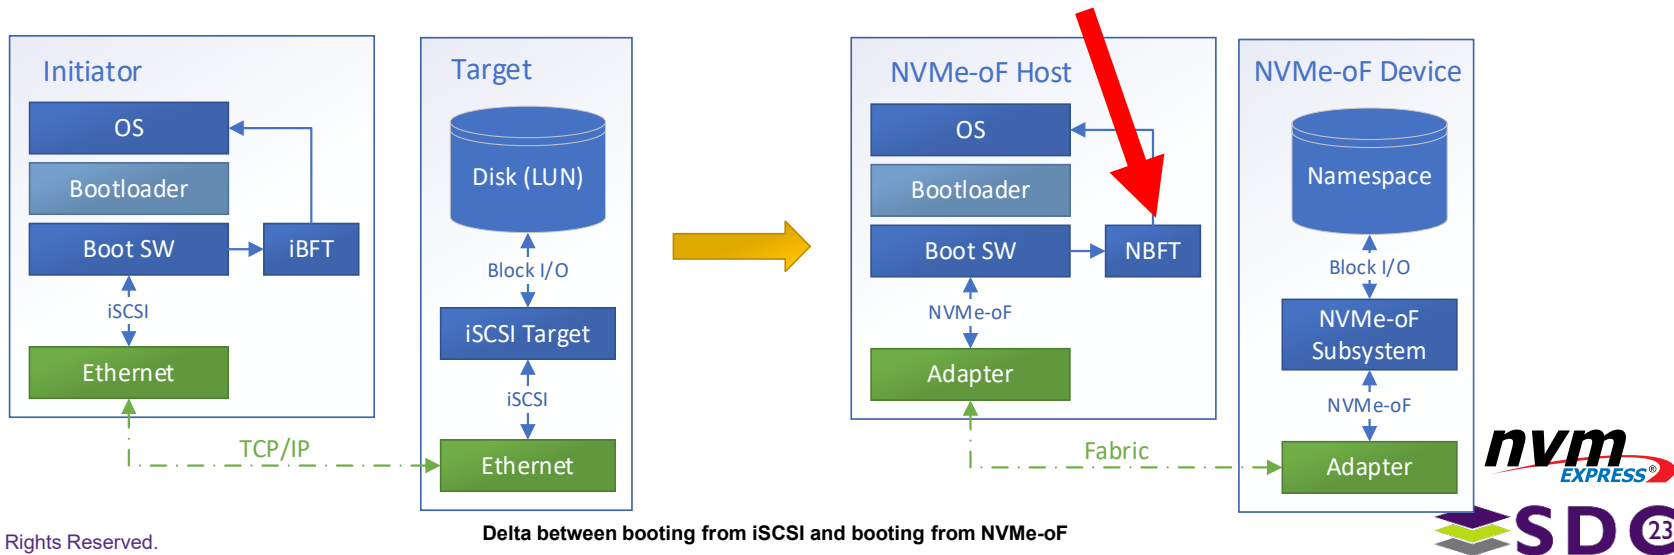 Initiator
OS
Bootloader
Boot SW
iBFT
iSCSI
Ethernet
TCP/IP
Target
Disk (LUN)
Block I/O
iSCSI Target
iSCSI
Ethernet
NVMe-oF Host
OS
Bootloader
Boot SW
NBFT
NVMe-oF
Adapter
Fabric
NVMe-oF Device
Namespace
Block I/O
NVMe-oF
Subsystem
NVMe-oF
Adapter
nvm
EXPRESS®
Rights Reserved.
Delta between booting from iSCSI and booting from NVMe-oF
SDC
23